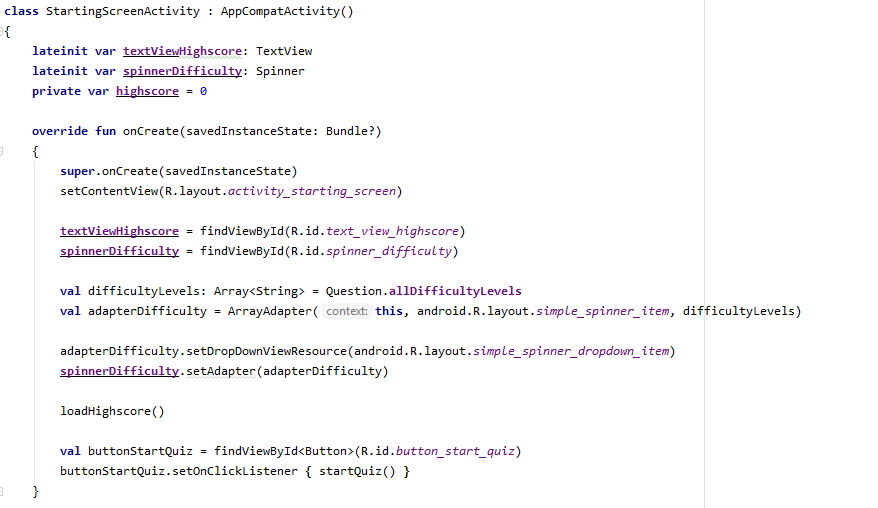 class StartingScreenActivity : AppCompatActivity()
{
    lateinit var textViewHighscore: TextView
    lateinit var spinnerDifficulty: Spinner
    private var highscore = 0
    override fun onCreate(savedInstanceState: Bundle?)
    {
        super.onCreate(savedInstanceState)
        setContentView(R.layout.activity_starting_screen)
        textViewHighscore = findViewById(R.id.text_view_highscore)
        spinnerDifficulty = findViewById(R.id.spinner_difficulty)
        val difficultyLevels: Array<String> = Question.allDifficultyLevels
        val adapterDifficulty = ArrayAdapter( context: this, android.R.layout.simple_spinner_item, difficultyLevels)
        adapterDifficulty.setDropDownViewResource(android.R.layout.simple_spinner_dropdown_item)
        spinnerDifficulty.setAdapter(adapterDifficulty)
        loadHighscore()
        val buttonStartQuiz = findViewById<Button>(R.id.button_start_quiz)
        buttonStartQuiz.setOnClickListener { startQuiz() }
    }